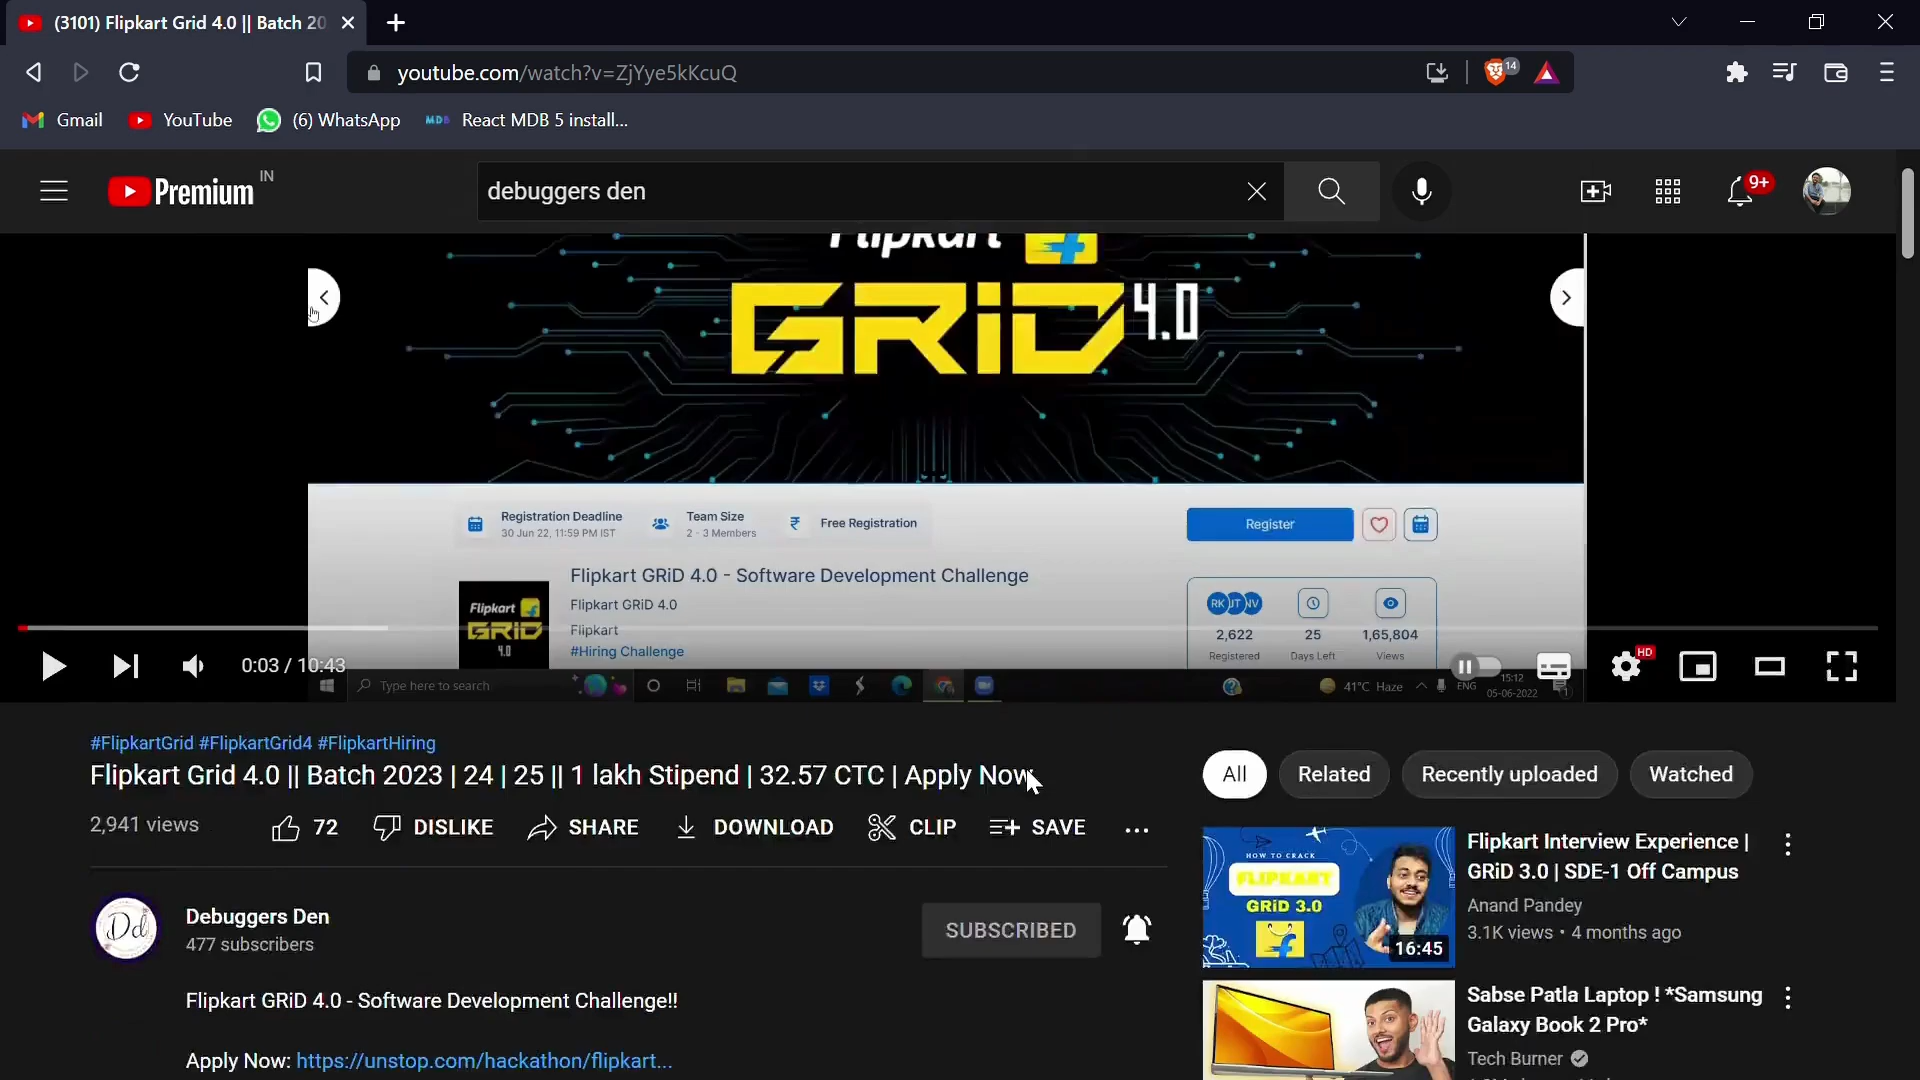 (3101) Flipkart Grid 4.0 || Batch 20
youtube.com/watch?v=ZjYye5kKcuQ
14
Gmail
YouTube
(6) WhatsApp
MDB
React MDB 5 install...
Premium
IN
debuggers den
9+
Flipkart
GRiD 4.0
Registration Deadline
30 Jun 22, 11:59 PM IST
Team Size
2 - 3 Members
Free Registration
Register
Flipkart GRiD 4.0 - Software Development Challenge
Flipkart GRiD 4.0
Flipkart
#Hiring Challenge
Flipkart
GRiD
4.0
RK JT NV
2,622
Registered
25
Days Left
1,65,804
Views
0:03 / 10:43
HD
Type here to search
41°C Haze
ENG
15:12
05-06-2022
1
#FlipkartGrid #FlipkartGrid4 #FlipkartHiring
Flipkart Grid 4.0 || Batch 2023 | 24 | 25 || 1 lakh Stipend | 32.57 CTC | Apply Now
2,941 views
72
DISLIKE
SHARE
DOWNLOAD
CLIP
SAVE
Dd
Debuggers Den
477 subscribers
SUBSCRIBED
Flipkart GRiD 4.0 - Software Development Challenge!!
Apply Now: https://unstop.com/hackathon/flipkart...
All
Related
Recently uploaded
Watched
HOW TO CRACK
FLIPKART
GRiD 3.0
16:45
Flipkart Interview Experience |
GRiD 3.0 | SDE-1 Off Campus
Anand Pandey
3.1K views • 4 months ago
Sabse Patla Laptop ! *Samsung
Galaxy Book 2 Pro*
Tech Burner